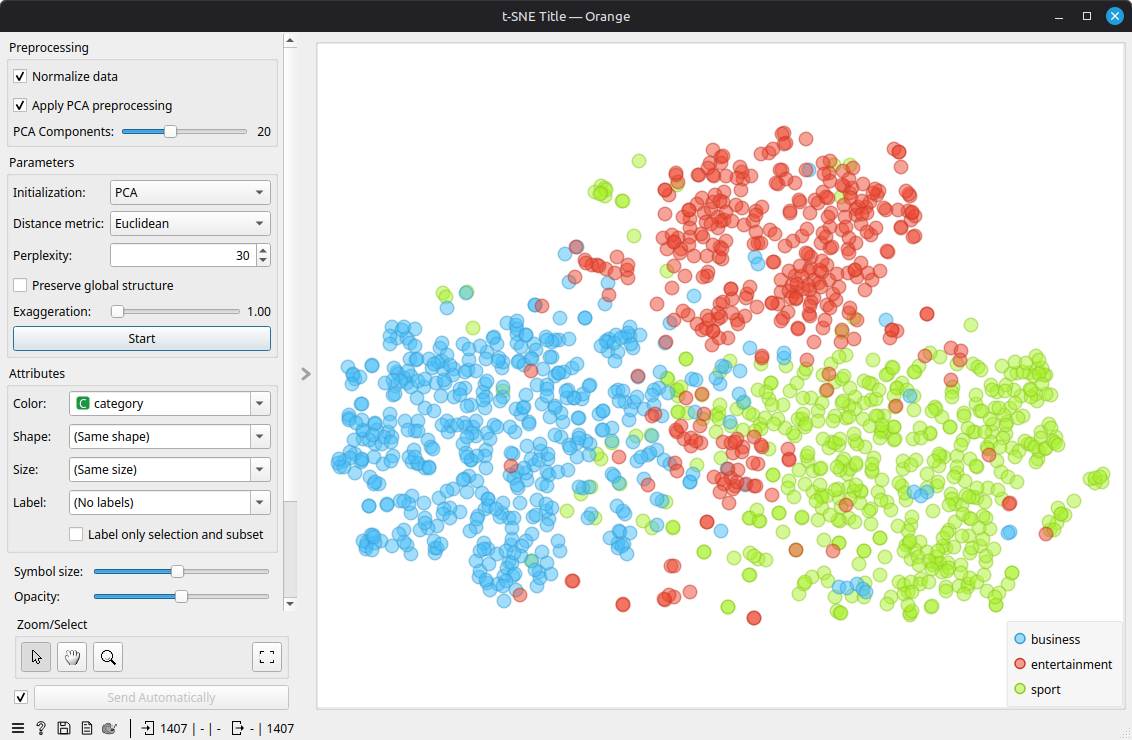 t-SNE Title — Orange
Preprocessing
Normalize data
Apply PCA preprocessing
PCA Components: 20
Parameters
Initialization: PCA
Distance metric: Euclidean
Perplexity: 30
Preserve global structure
Exaggeration: 1.00
Start
Attributes
Color: C category
Shape: (Same shape)
Size: (Same size)
Label: (No labels)
Label only selection and subset
Symbol size:
Opacity:
Zoom/Select
Send Automatically
1407 | - | - - | 1407
business
entertainment
sport